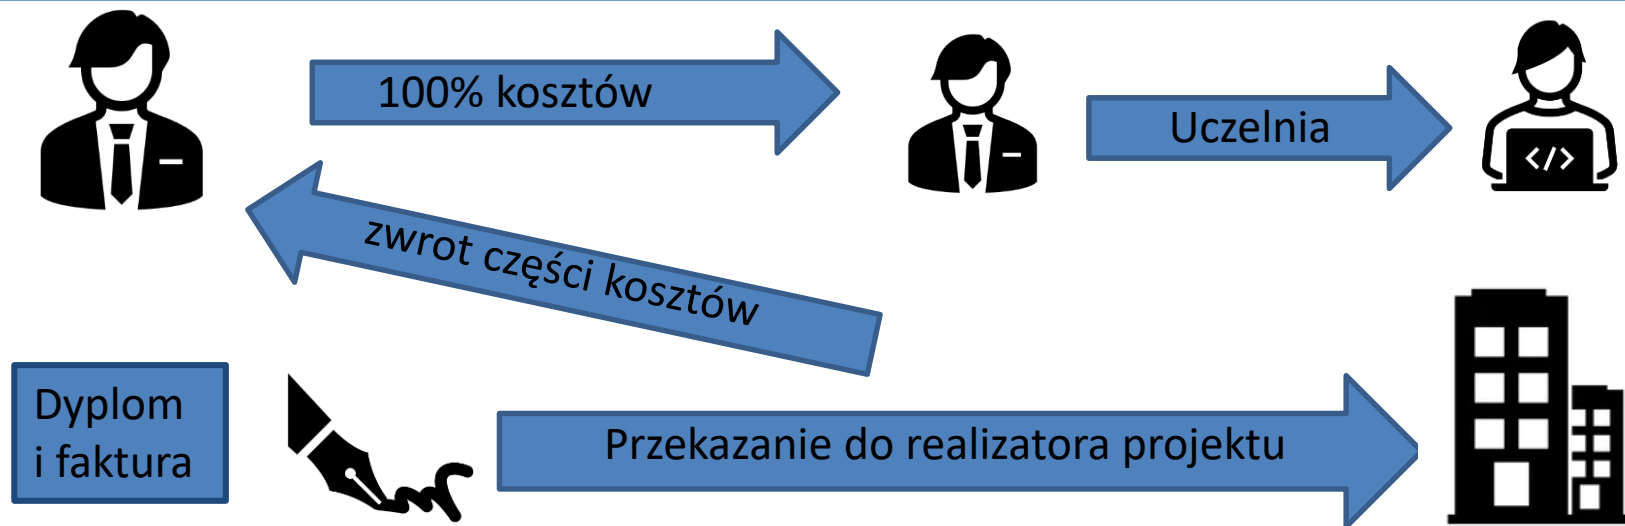 100% kosztów
Uczelnia
</>
zwrot części kosztów
Dyplom
i faktura
Przekazanie do realizatora projektu